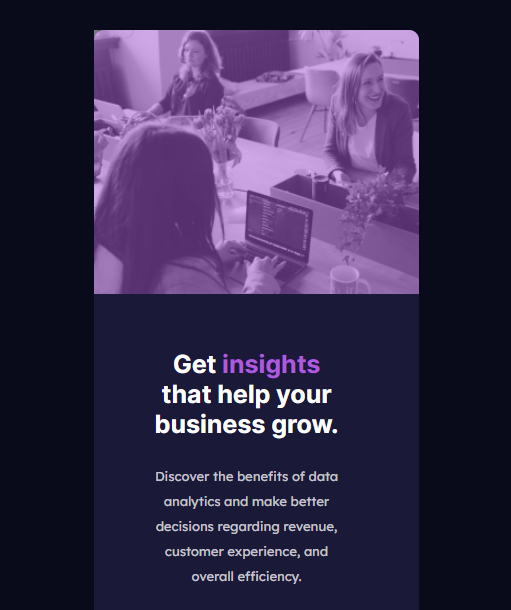 Get insights
that help your
business grow.
Discover the benefits of data
analytics and make better
decisions regarding revenue,
customer experience, and
overall efficiency.